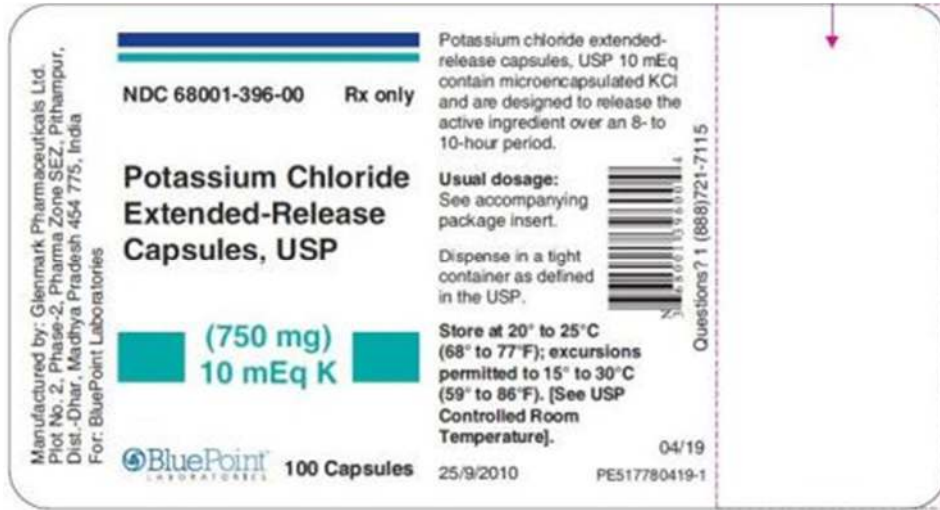 Manufactured by: Glenmark Pharmaceuticals Ltd.
Plot No. 2, Phase-2, Pharma Zone SEZ, Pithampur,
Dist.-Dhar, Madhya Pradesh 454 775, India
For: BluePoint Laboratories
NDC 68001-396-00 Rx only
Potassium Chloride
Extended-Release
Capsules, USP
(750 mg)
10 mEq K
BluePoint
LABORATORIES
100 Capsules
Potassium chloride extended-
release capsules, USP 10 mEq
contain microencapsulated KCl
and are designed to release the
active ingredient over an 8- to
10-hour period.
Usual dosage:
See accompanying
package insert.
Dispense in a tight
container as defined
in the USP.
Store at 20° to 25°C
(68° to 77°F); excursions
permitted to 15° to 30°C
(59° to 86°F). [See USP
Controlled Room
Temperature].
04/19
25/9/2010 PE517780419-1
Questions? 1 (888)721-7115